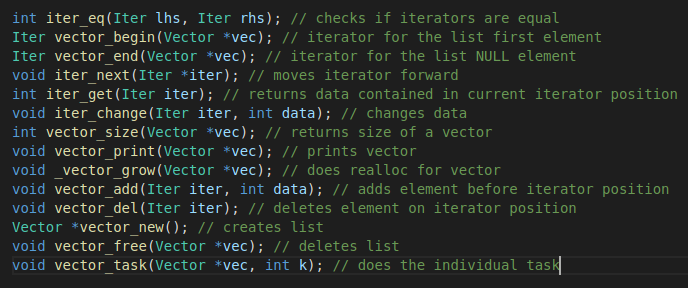 int iter_eq(Iter lhs, Iter rhs); // checks if iterators are equal
Iter vector_begin(Vector *vec); // iterator for the list first element
Iter vector_end(Vector *vec); // iterator for the list NULL element
void iter_next(Iter *iter); // moves iterator forward
int iter_get(Iter iter); // returns data contained in current iterator position
void iter_change(Iter iter, int data); // changes data
int vector_size(Vector *vec); // returns size of a vector
void vector_print(Vector *vec); // prints vector
void _vector_grow(Vector *vec); // does realloc for vector
void vector_add(Iter iter, int data); // adds element before iterator position
void vector_del(Iter iter); // deletes element on iterator position
Vector *vector_new(); // creates list
void vector_free(Vector *vec); // deletes list
void vector_task(Vector *vec, int k); // does the individual task